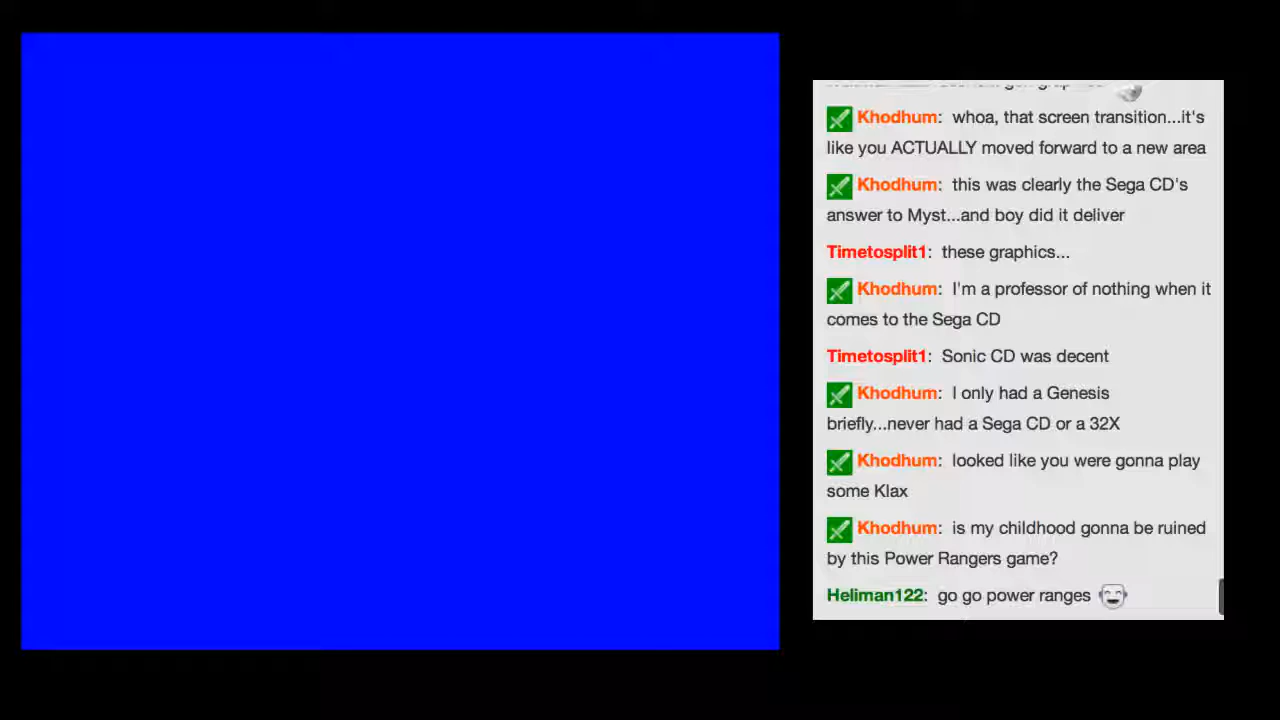 Khodhum: whoa, that screen transition...it's
like you ACTUALLY moved forward to a new area
Khodhum: this was clearly the Sega CD's
answer to Myst...and boy did it deliver
Timetosplit1: these graphics...
Khodhum: I'm a professor of nothing when it
comes to the Sega CD
Timetosplit1: Sonic CD was decent
Khodhum: I only had a Genesis
briefly...never had a Sega CD or a 32X
Khodhum: looked like you were gonna play
some Klax
Khodhum: is my childhood gonna be ruined
by this Power Rangers game?
Heliman122: go go power ranges